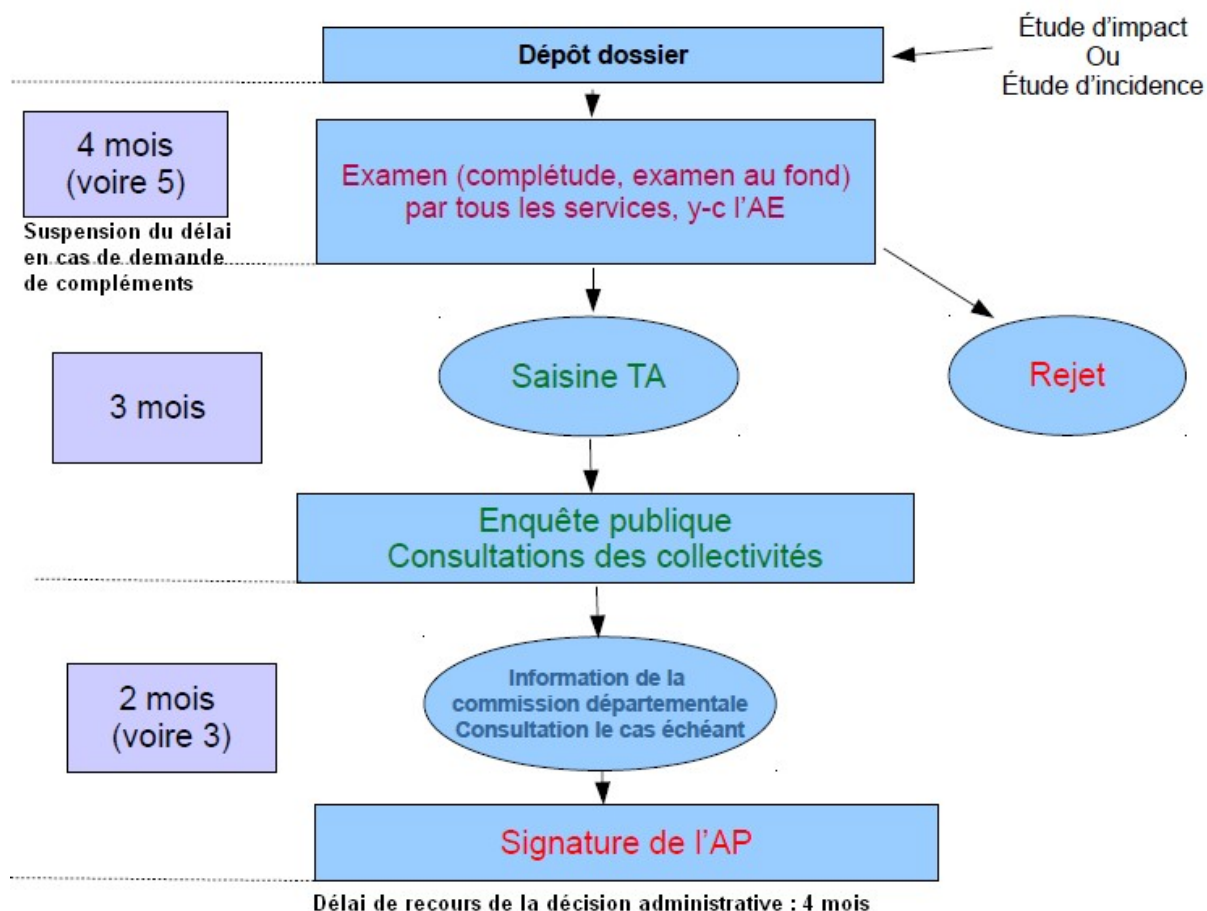 Dépôt dossier
Étude d'impact
Ou
Étude d'incidence
4 mois
(voire 5)
Suspension du délai
en cas de demande
de compléments
Examen (complétude, examen au fond)
par tous les services, y-c l'AE
Saisine TA
Rejet
3 mois
Enquête publique
Consultations des collectivités
2 mois
(voire 3)
Information de la
commission départementale
Consultation le cas échéant
Signature de l'AP
Délai de recours de la décision administrative : 4 mois